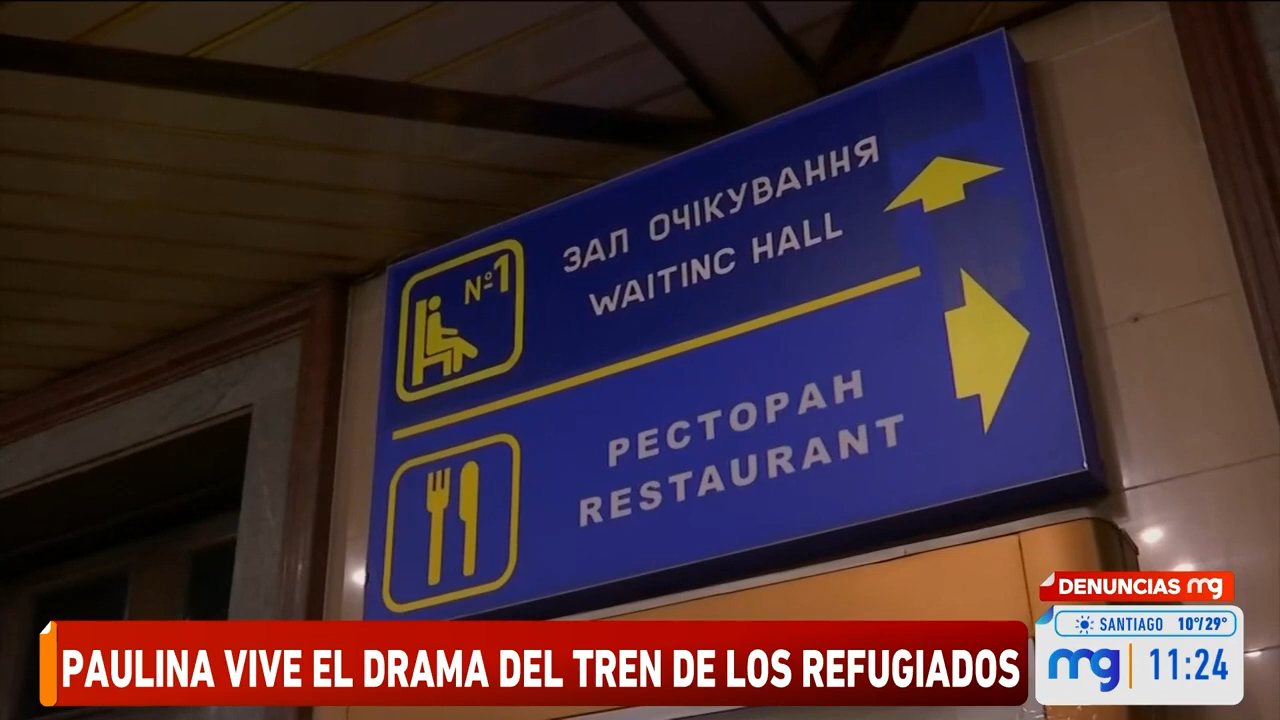 №1
ЗАЛ ОЧІКУВАННЯ
WAITINC HALL
РЕСТОРАН
RESTAURANT
DENUNCIAS mg
SANTIAGO 10°/29°
mg 11:24
PAULINA VIVE EL DRAMA DEL TREN DE LOS REFUGIADOS